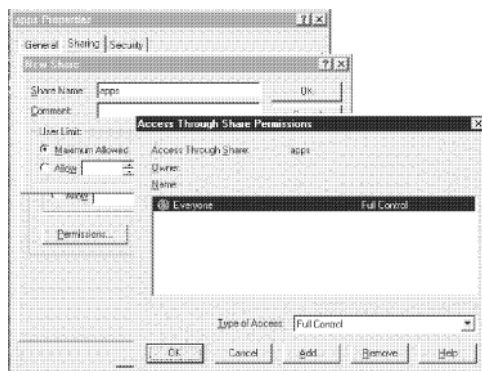 apps Properties
General Sharing Security
New Share
Share Name: apps
OK
Comment:
User Limit:
Maximum Allowed
Allow
Allow
Permissions...
Access Through Share Permissions
Access Through Share: apps
Owner:
Name:
Everyone Full Control
Type of Access: Full Control
OK Cancel Add Remove Help